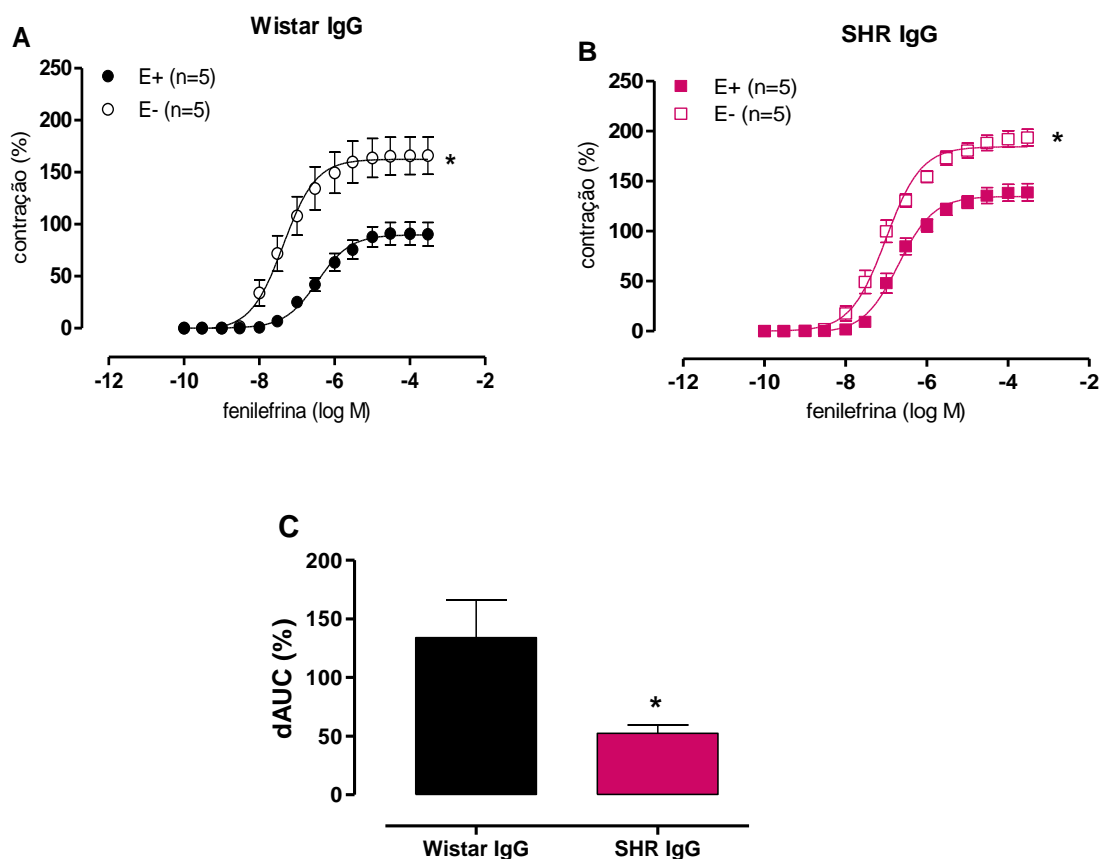 A
Wistar IgG
E+ (n=5)
E- (n=5)
250
200
150
100
50
0
contração (%)
*
-12 -10 -8 -6 -4 -2
fenilefrina (log M)
B
SHR IgG
E+ (n=5)
E- (n=5)
250
200
150
100
50
0
contração (%)
*
-12 -10 -8 -6 -4 -2
fenilefrina (log M)
C
200
150
100
50
0
dAUC (%)
*
Wistar IgG SHR IgG